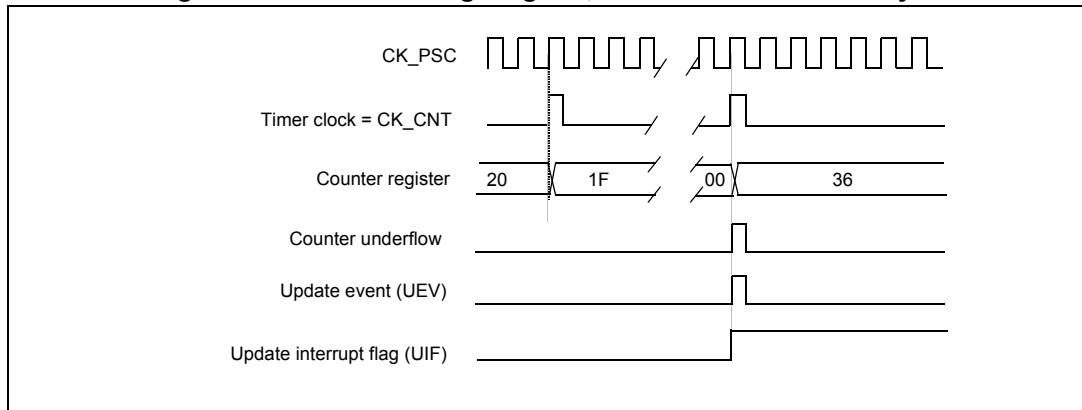 CK_PSC
Timer clock = CK_CNT
Counter register 20 1F 00 36
Counter underflow
Update event (UEV)
Update interrupt flag (UIF)